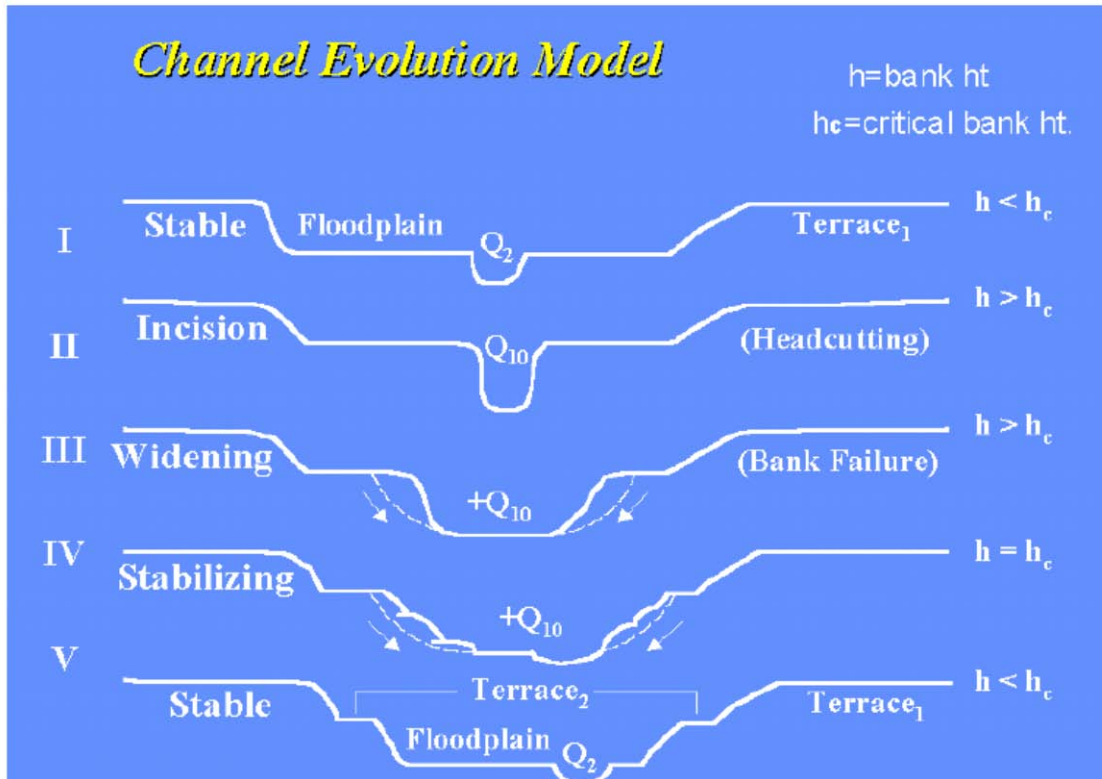 Channel Evolution Model
h=bank ht
hc=critical bank ht.
I
Stable
Floodplain
Q2
Terrace1
h < hc
II
Incision
Q10
(Headcutting)
h > hc
III
Widening
+Q10
(Bank Failure)
h > hc
IV
Stabilizing
+Q10
h = hc
V
Stable
Terrace2
Floodplain
Q2
Terrace1
h < hc